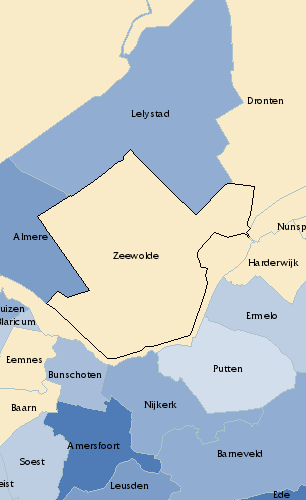 Dronten
Lelystad
Nunsp
Almere
Zeewolde
Harderwijk
uizen
Blaricum
Ermelo
Eemnes
Bunschoten
Putten
Baarn
Nijkerk
Amersfoort
Barneveld
Soest
eist
Leusden
Ede